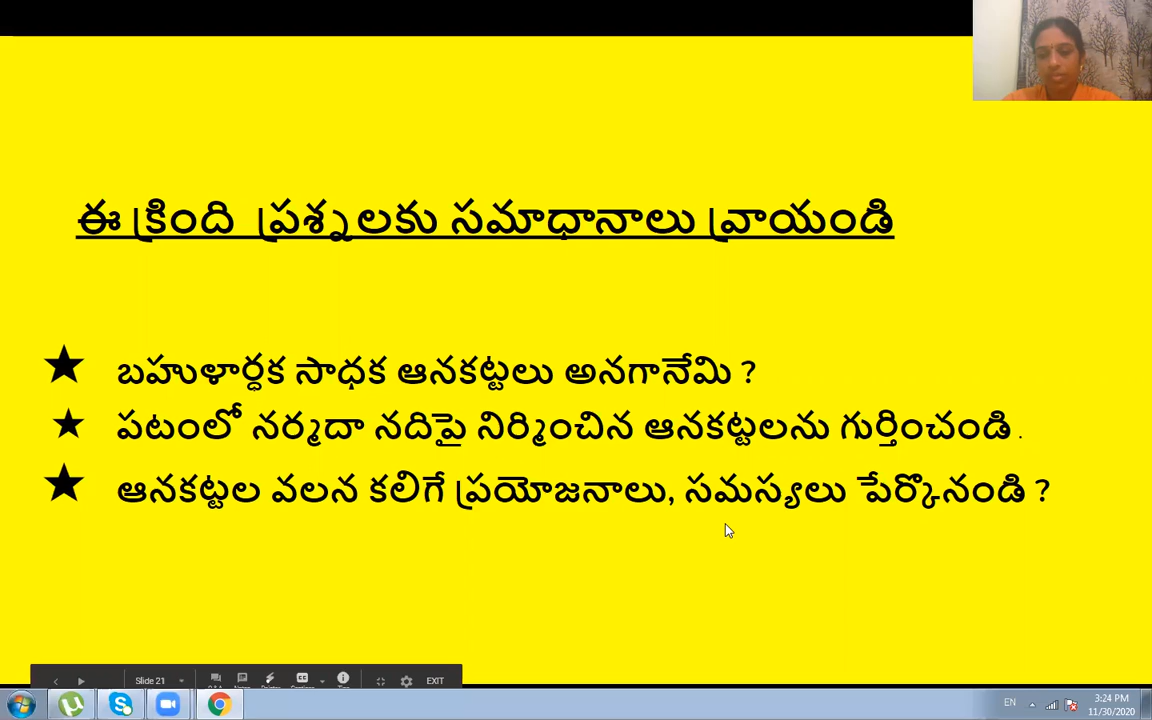 ఈ క్రింది ప్రశ్నలకు సమాధానాలు వ్రాయండి
బహుళార్ధక సాధక ఆనకట్టలు అనగానేమి ?
పటంలో నర్మదా నదిపై నిర్మించిన ఆనకట్టలను గుర్తించండి .
ఆనకట్టల వలన కలిగే ప్రయోజనాలు, సమస్యలు పేర్కొనండి ?
Slide 21 EXIT
EN 3:24 PM
11/30/2020